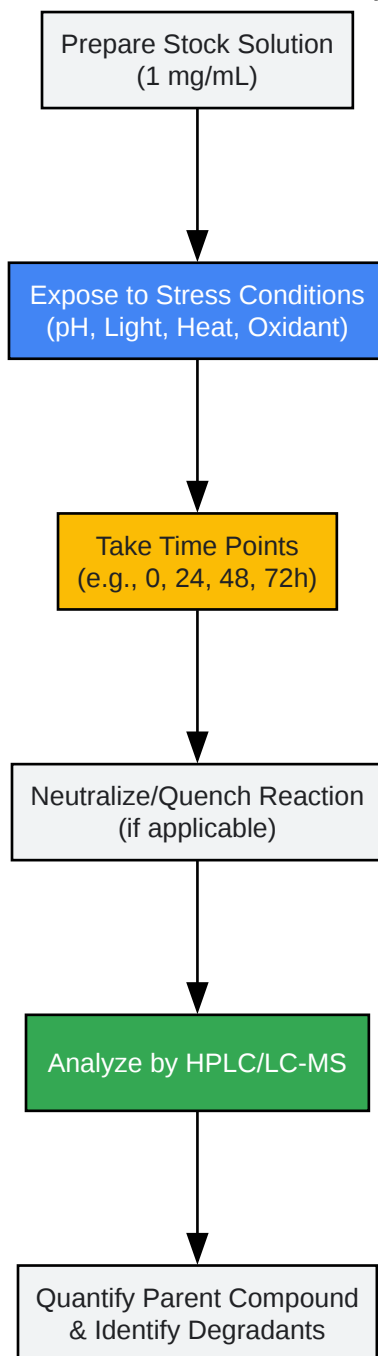 Prepare Stock Solution
(1 mg/mL)
Expose to Stress Conditions
(pH, Light, Heat, Oxidant)
Take Time Points
(e.g., 0, 24, 48, 72h)
Neutralize/Quench Reaction
(if applicable)
Analyze by HPLC/LC-MS
Quantify Parent Compound
& Identify Degradants